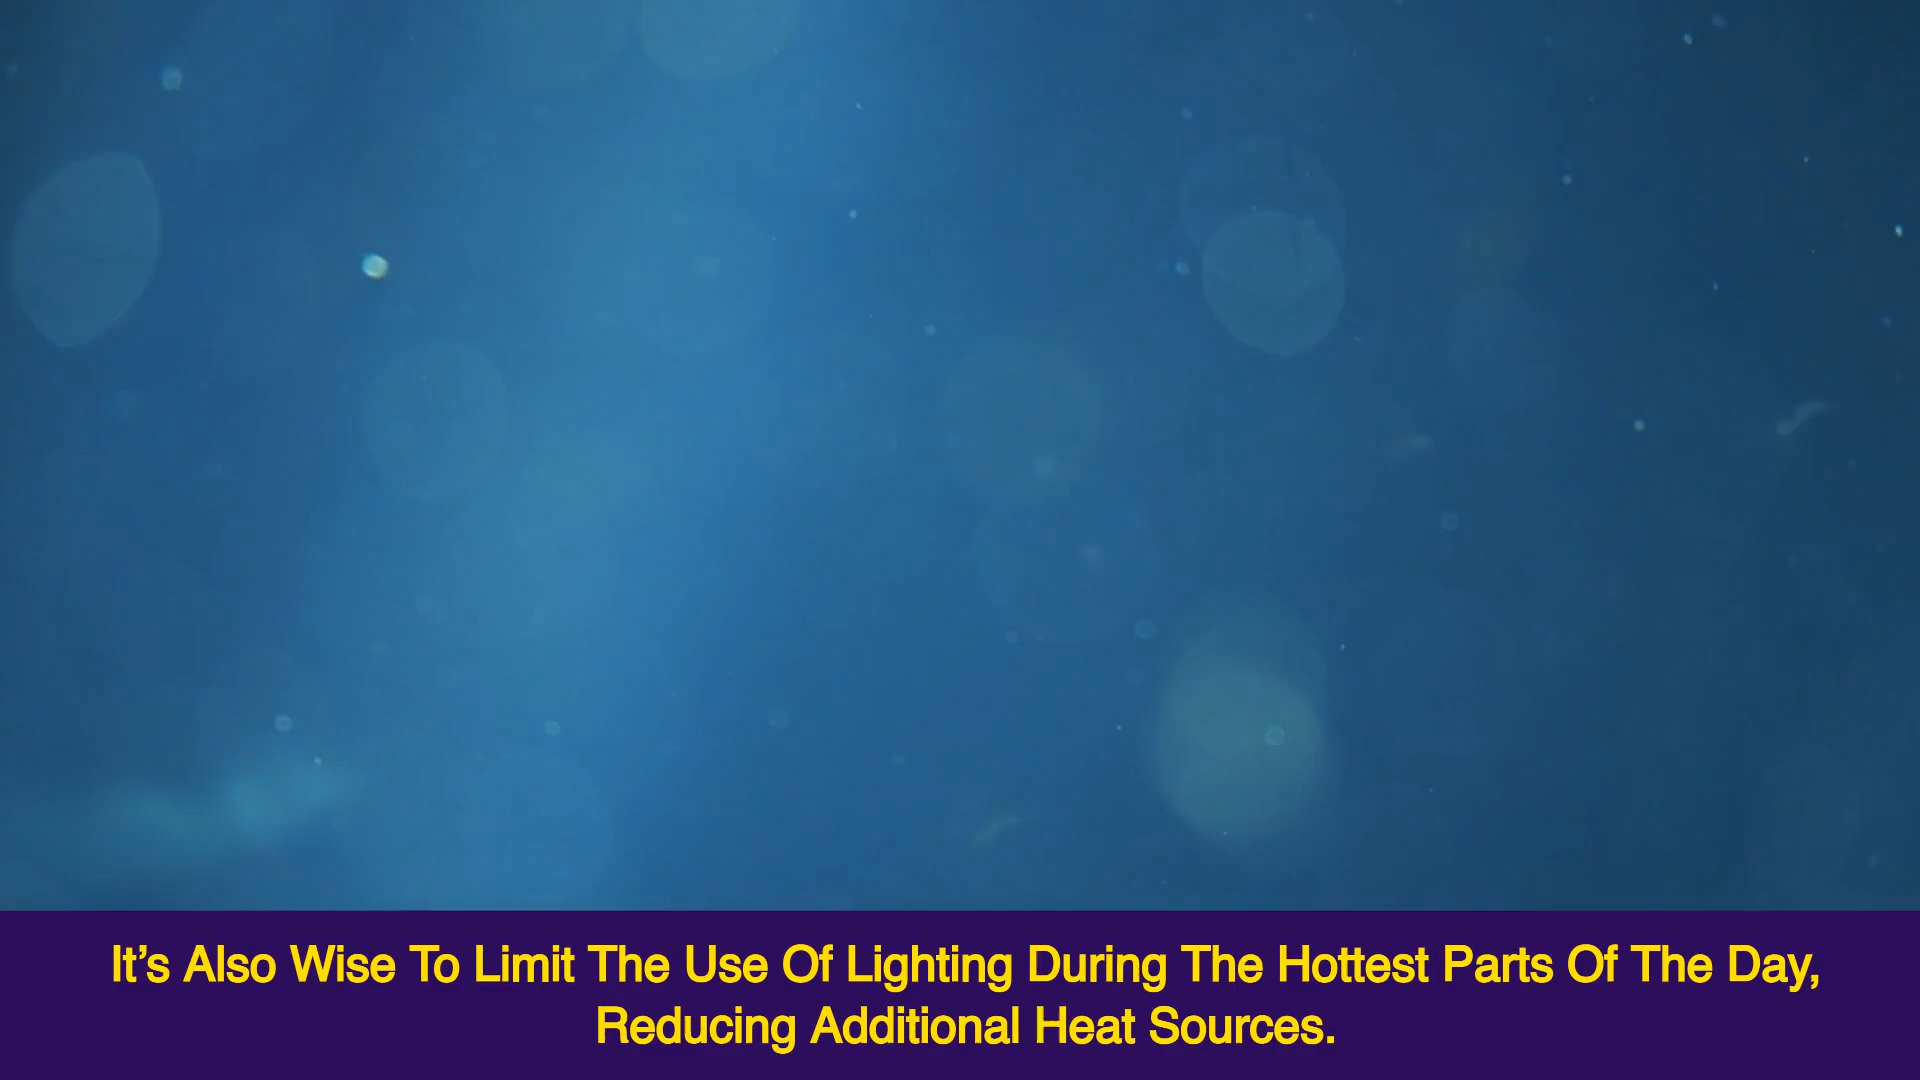 It’s Also Wise To Limit The Use Of Lighting During The Hottest Parts Of The Day,
Reducing Additional Heat Sources.